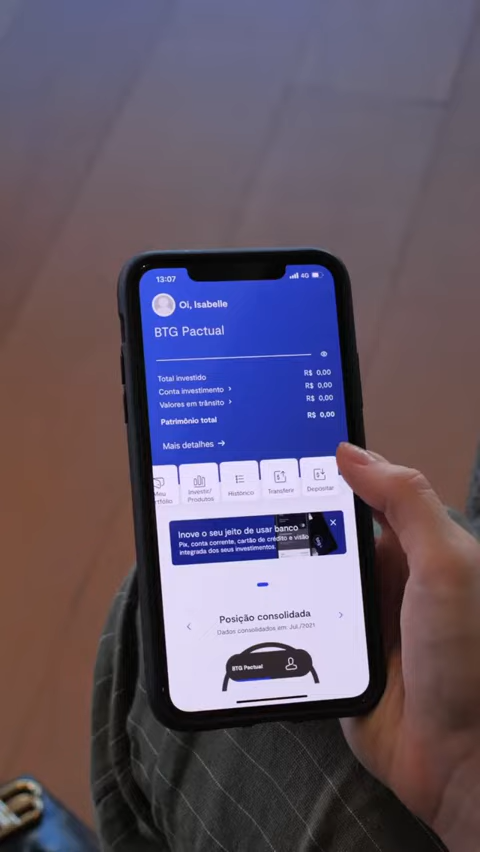 13:07
4G
Oi, Isabelle
BTG Pactual
Total investido R$ 0,00
Conta investimento > R$ 0,00
Valores em trânsito > R$ 0,00
Patrimônio total R$ 0,00
Mais detalhes →
Meu
Portfólio
Investir/
Produtos
Histórico
Transferir
Depositar
Inove o seu jeito de usar banco
Pix, conta corrente, cartão de crédito e visão
integrada dos seus investimentos.
Posição consolidada
Dados consolidados em: Jul./2021
BTG Pactual